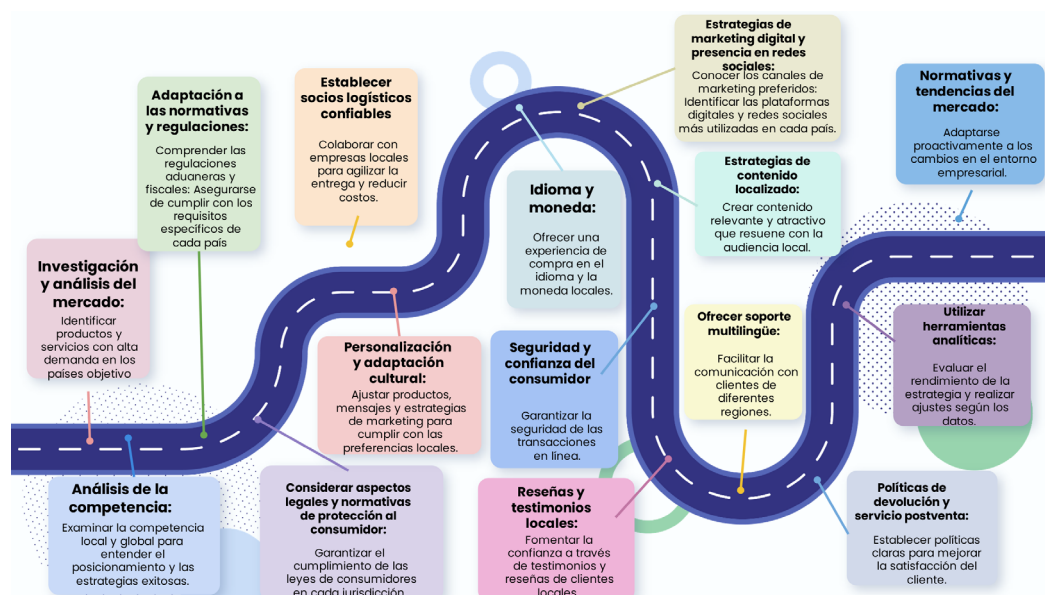 Investigación
y análisis del
mercado:
Identificar
productos y
servicios con alta
demanda en los
países objetivo
Análisis de la
competencia:
Examinar la competencia
local y global para
entender el
posicionamiento y las
estrategias exitosas.
Adaptación a
las normativas
y regulaciones:
Comprender las
regulaciones
aduaneras y
fiscales: Asegurarse
de cumplir con los
requisitos
específicos de
cada país
Considerar aspectos
legales y normativas
de protección al
consumidor:
Garantizar el
cumplimiento de las
leyes de consumidores
en cada jurisdicción.
Establecer
socios logísticos
confiables
Colaborar con
empresas locales
para agilizar la
entrega y reducir
costos.
Personalización
y adaptación
cultural:
Ajustar productos,
mensajes y estrategias
de marketing para
cumplir con las
preferencias locales.
Idioma y
moneda:
Ofrecer una
experiencia de
compra en el
idioma y la
moneda locales.
Estrategias de
marketing digital y
presencia en redes
sociales:
Conocer los canales de
marketing preferidos:
Identificar las plataformas
digitales y redes sociales
más utilizadas en cada país.
Estrategias de
contenido
localizado:
Crear contenido
relevante y atractivo
que resuene con la
audiencia local.
Seguridad y
confianza del
consumidor
Garantizar la
seguridad de las
transacciones
en línea.
Reseñas y
testimonios
locales:
Fomentar la
confianza a través
de testimonios y
reseñas de clientes
locales.
Ofrecer soporte
multilingüe:
Facilitar la
comunicación con
clientes de
diferentes
regiones.
Políticas de
devolución y
servicio postventa:
Establecer políticas
claras para mejorar
la satisfacción del
cliente.
Utilizar
herramientas
analíticas:
Evaluar el
rendimiento de la
estrategia y realizar
ajustes según los
datos.
Normativas y
tendencias del
mercado:
Adaptarse
proactivamente a los
cambios en el entorno
empresarial.